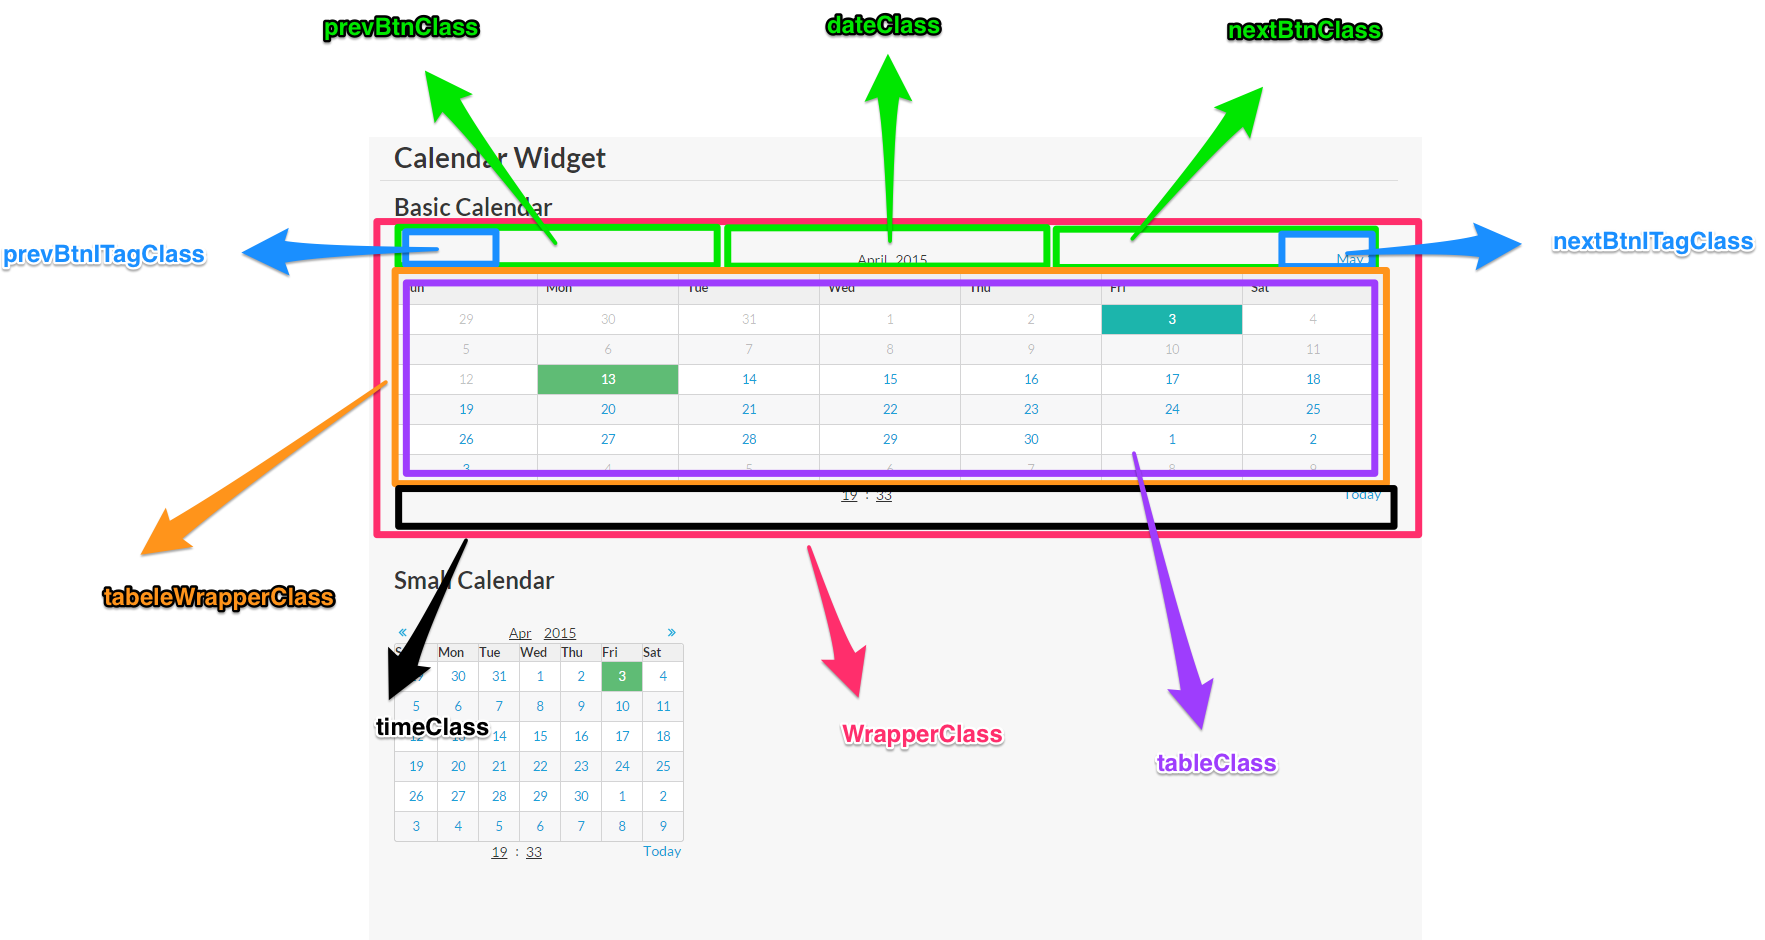 prevBtnClass dateClass nextBtnClass
Calendar Widget
Basic Calendar
prevBtnITagClass nextBtnITagClass
April 2015 May
Mon Tue Wed Thu Fri Sat
29 30 31 1 2 3 4
5 6 7 8 9 10 11
12 13 14 15 16 17 18
19 20 21 22 23 24 25
26 27 28 29 30 1 2
3 4 5 6 7 8 9
19 : 33 Today
tabeleWrapperClass
Small Calendar
« Apr 2015 »
Mon Tue Wed Thu Fri Sat
30 31 1 2 3 4
5 6 7 8 9 10 11
timeClass WrapperClass
12 13 14 15 16 17 18
tableClass
19 20 21 22 23 24 25
26 27 28 29 30 1 2
3 4 5 6 7 8 9
19 : 33 Today